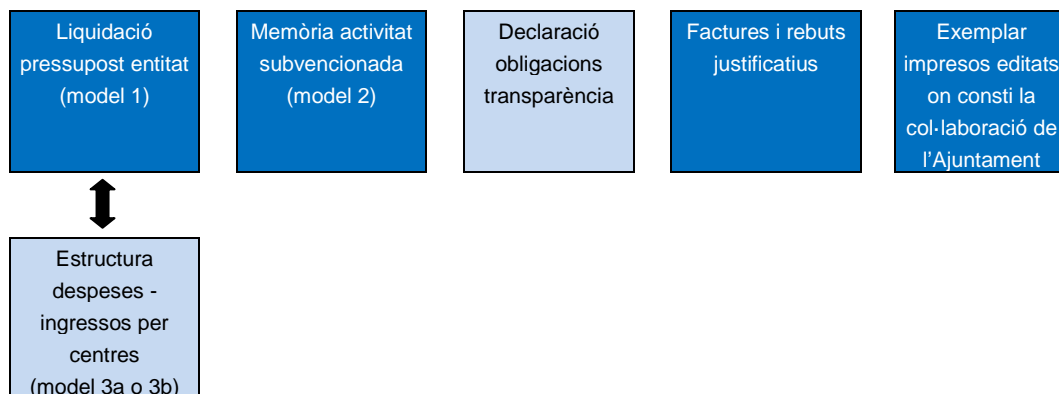 Liquidació
pressupost entitat
(model 1)
Memòria activitat
subvencionada
(model 2)
Declaració
obligacions
transparència
Factures i rebuts
justificatius
Exemplar
impresos editats
on consti la
col·laboració de
l'Ajuntament
Estructura
despeses -
ingressos per
centres
(model 3a o 3b)